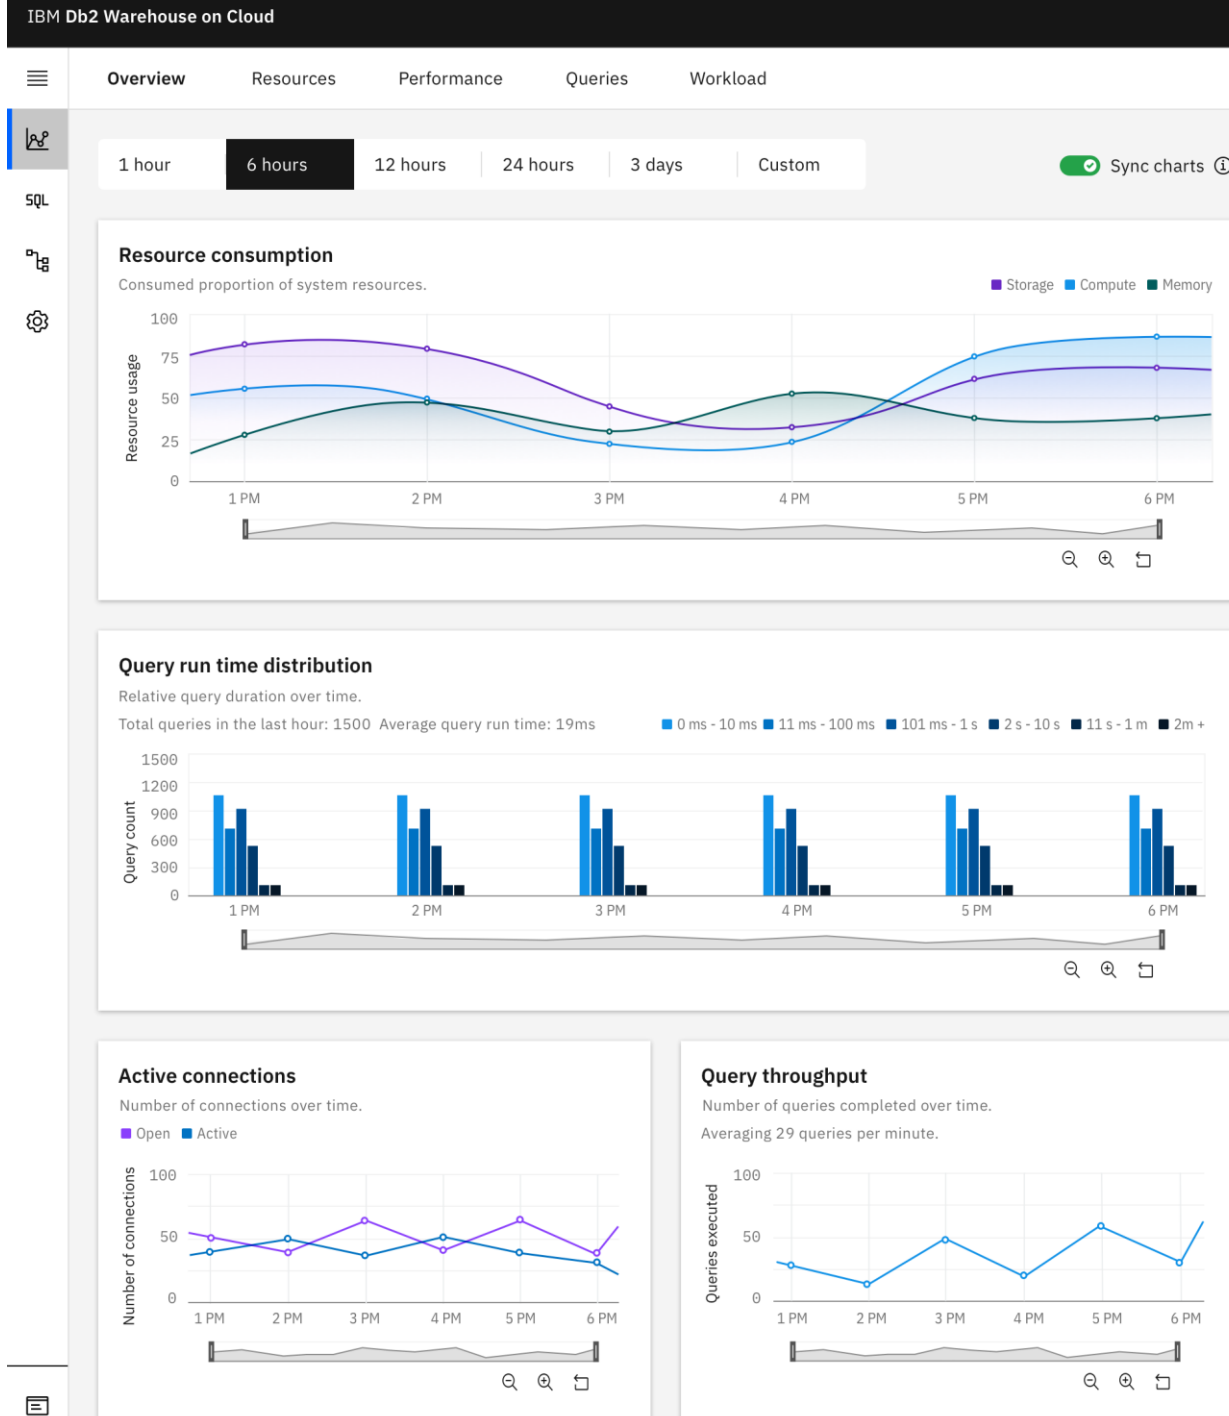 IBM Db2 Warehouse on Cloud
Overview Resources Performance Queries Workload
1 hour 6 hours 12 hours 24 hours 3 days Custom Sync charts
SQL
Resource consumption
Consumed proportion of system resources.
Storage Compute Memory
Resource usage
100
75
50
25
0
1 PM 2 PM 3 PM 4 PM 5 PM 6 PM
Query run time distribution
Relative query duration over time.
Total queries in the last hour: 1500 Average query run time: 19ms
0 ms - 10 ms 11 ms - 100 ms 101 ms - 1 s 2 s - 10 s 11 s - 1 m 2m +
Query count
1500
1200
900
600
300
0
1 PM 2 PM 3 PM 4 PM 5 PM 6 PM
Active connections
Number of connections over time.
Open Active
Number of connections
100
50
0
1 PM 2 PM 3 PM 4 PM 5 PM 6 PM
Query throughput
Number of queries completed over time.
Averaging 29 queries per minute.
Queries executed
100
50
0
1 PM 2 PM 3 PM 4 PM 5 PM 6 PM